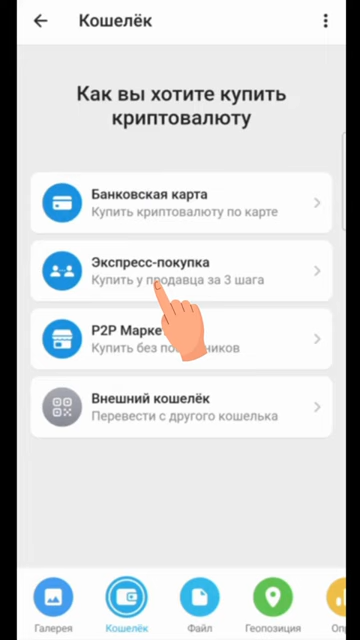 Кошелёк
Как вы хотите купить
криптовалюту
Банковская карта
Купить криптовалюту по карте
Экспресс-покупка
Купить у продавца за 3 шага
P2P Марке
Купить без по ников
Внешний кошелёк
Перевести с другого кошелька
Галерея Кошелёк Файл Геопозиция Опр